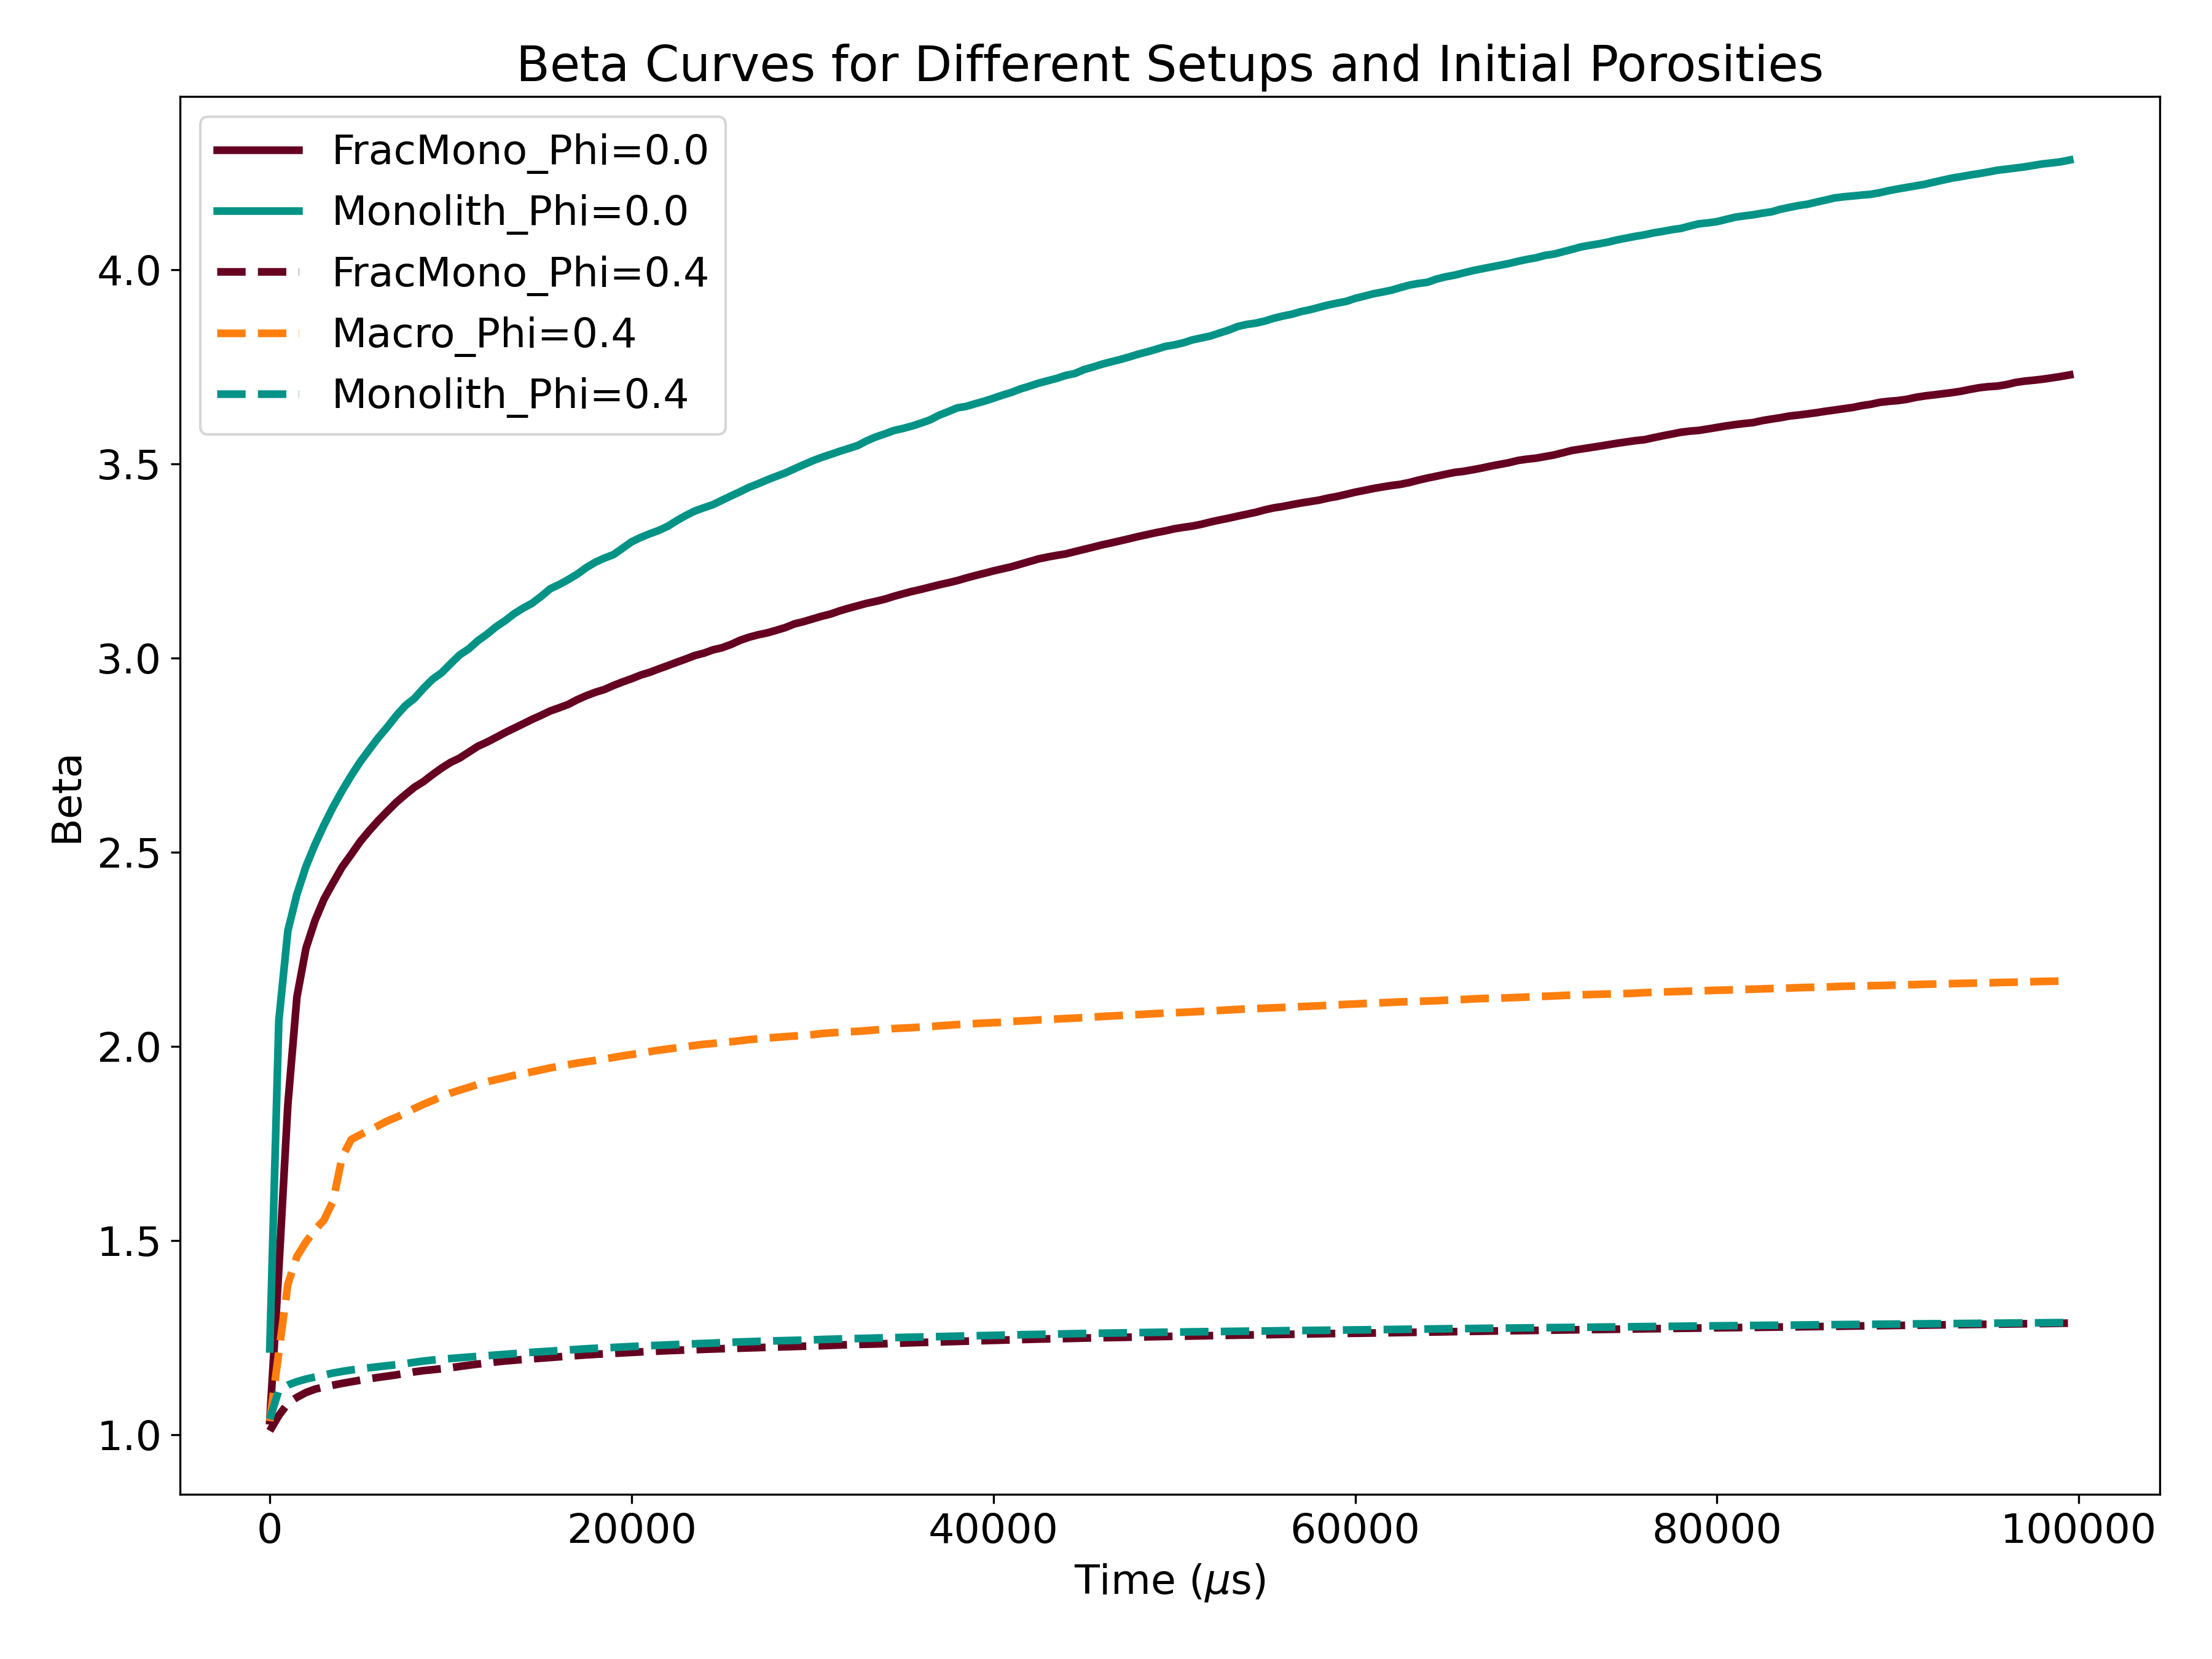 Beta Curves for Different Setups and Initial Porosities
FracMono_Phi=0.0
Monolith_Phi=0.0
FracMono_Phi=0.4
Macro_Phi=0.4
Monolith_Phi=0.4
Beta
4.0
3.5
3.0
2.5
2.0
1.5
1.0
0 20000 40000 60000 80000 100000
Time (μs)